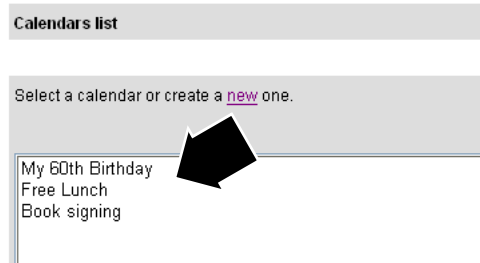 Calendars list
Select a calendar or create a new one.
My 60th Birthday
Free Lunch
Book signing